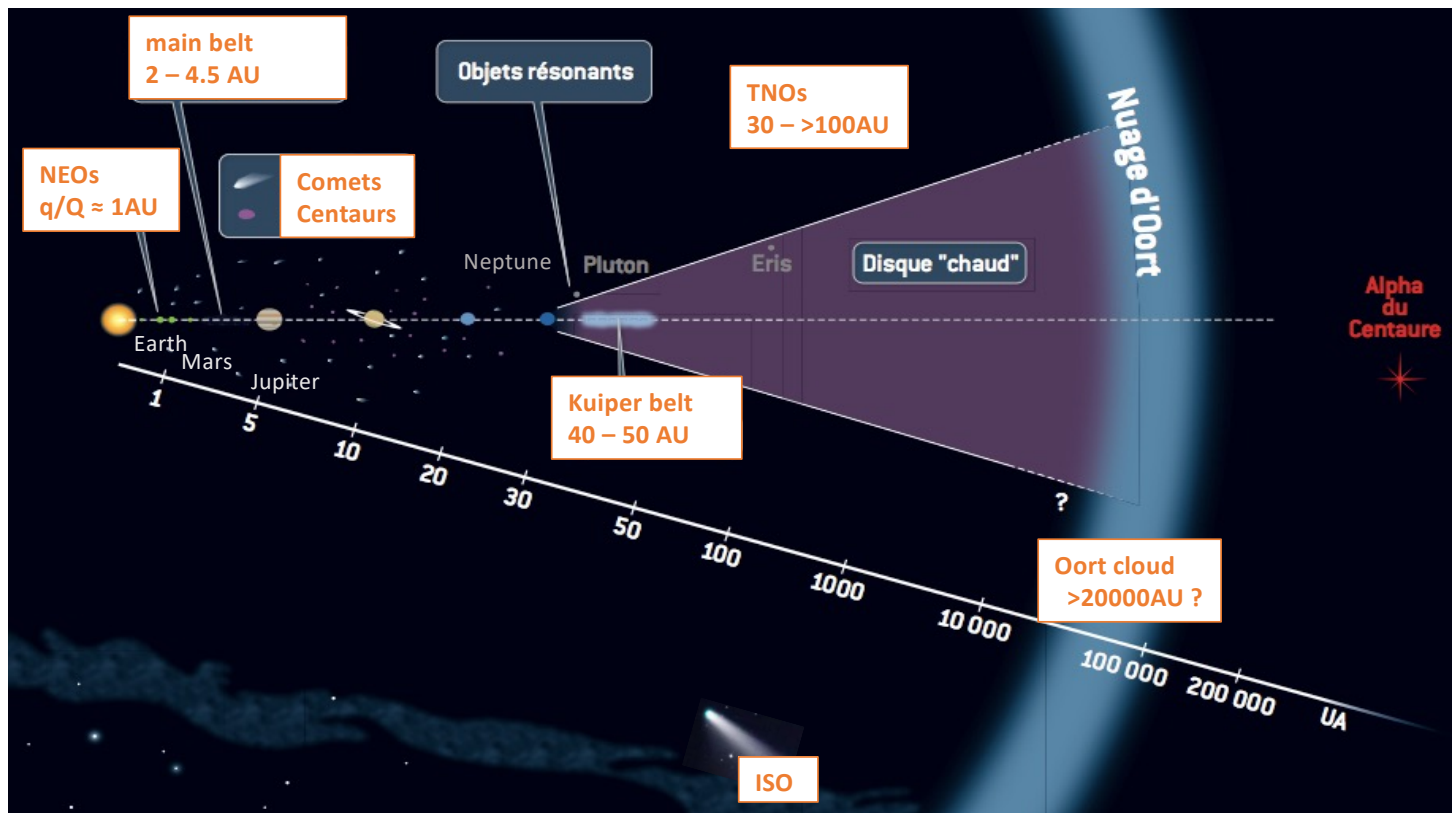 main belt
2 – 4.5 AU
Objets résonants
TNOs
30 – >100AU
Nuage d'Oort
NEOs
q/Q ≈ 1AU
Comets
Centaurs
Neptune
Pluton
Eris
Disque "chaud"
Alpha
du
Centaure
Earth
Mars
Jupiter
Kuiper belt
40 – 50 AU
1
5
10
20
30
50
100
1000
10 000
100 000
200 000
UA
?
Oort cloud
>20000AU ?
ISO